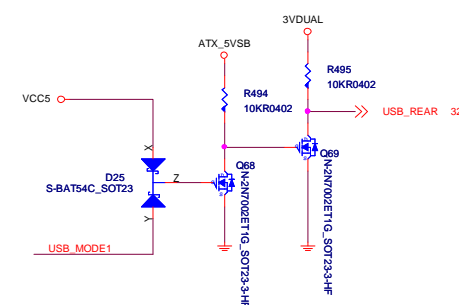 3VDUAL
ATX_5VSB
R495
10KR0402
R494
10KR0402
VCC5
USB_REAR 32
X
D25
S-BAT54C_SOT23
Z
Q68
N-2N7002ET1G_SOT23-3-HF
Q69
N-2N7002ET1G_SOT23-3-HF
Y
USB_MODE1